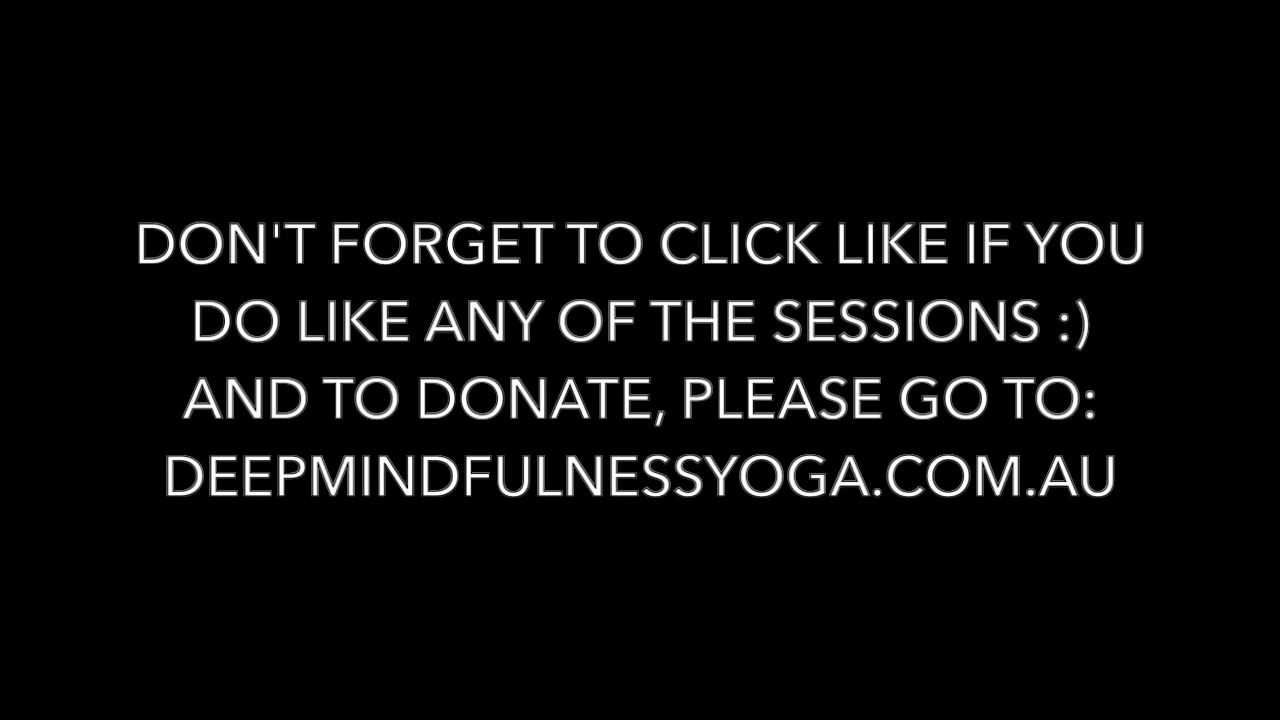 DON'T FORGET TO CLICK LIKE IF YOU
DO LIKE ANY OF THE SESSIONS :)
AND TO DONATE, PLEASE GO TO:
DEEPMINDFULNESSYOGA.COM.AU